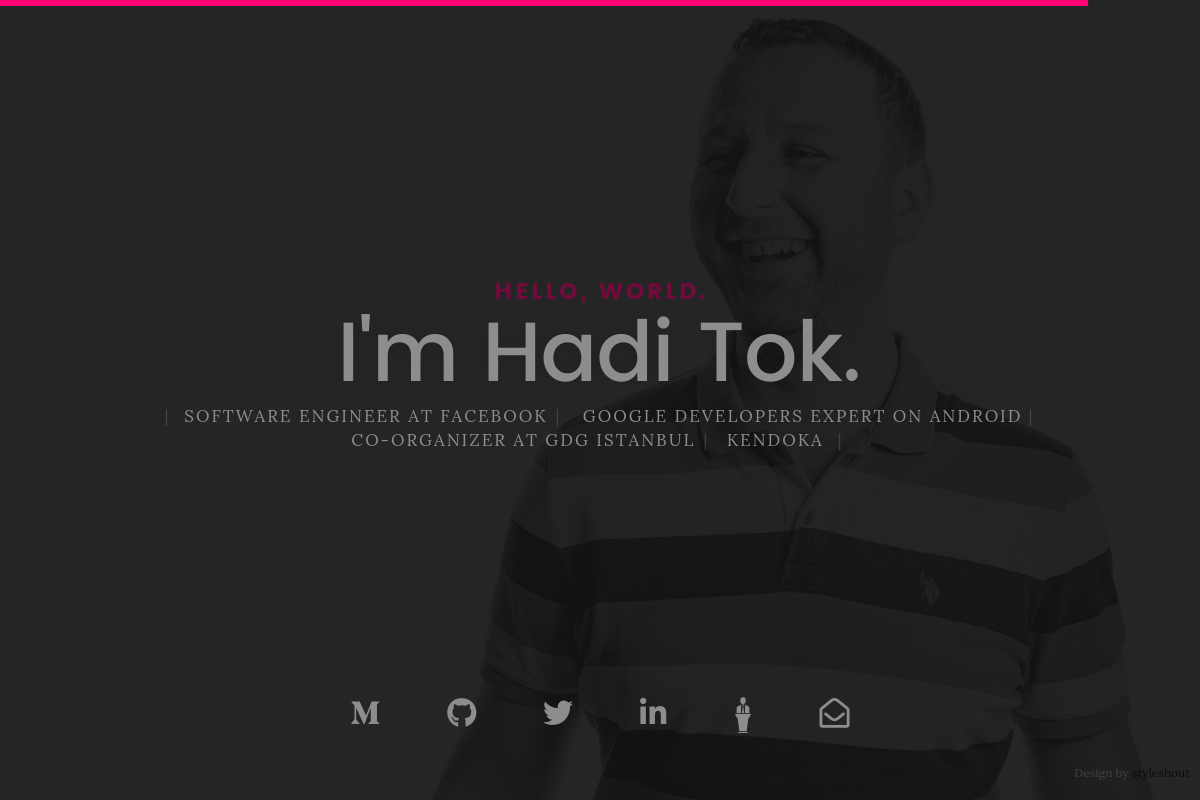 HELLO, WORLD.
I'm Hadi Tok.
| SOFTWARE ENGINEER AT FACEBOOK | GOOGLE DEVELOPERS EXPERT ON ANDROID |
CO-ORGANIZER AT GDG ISTANBUL | KENDOKA |
Design by styleshout